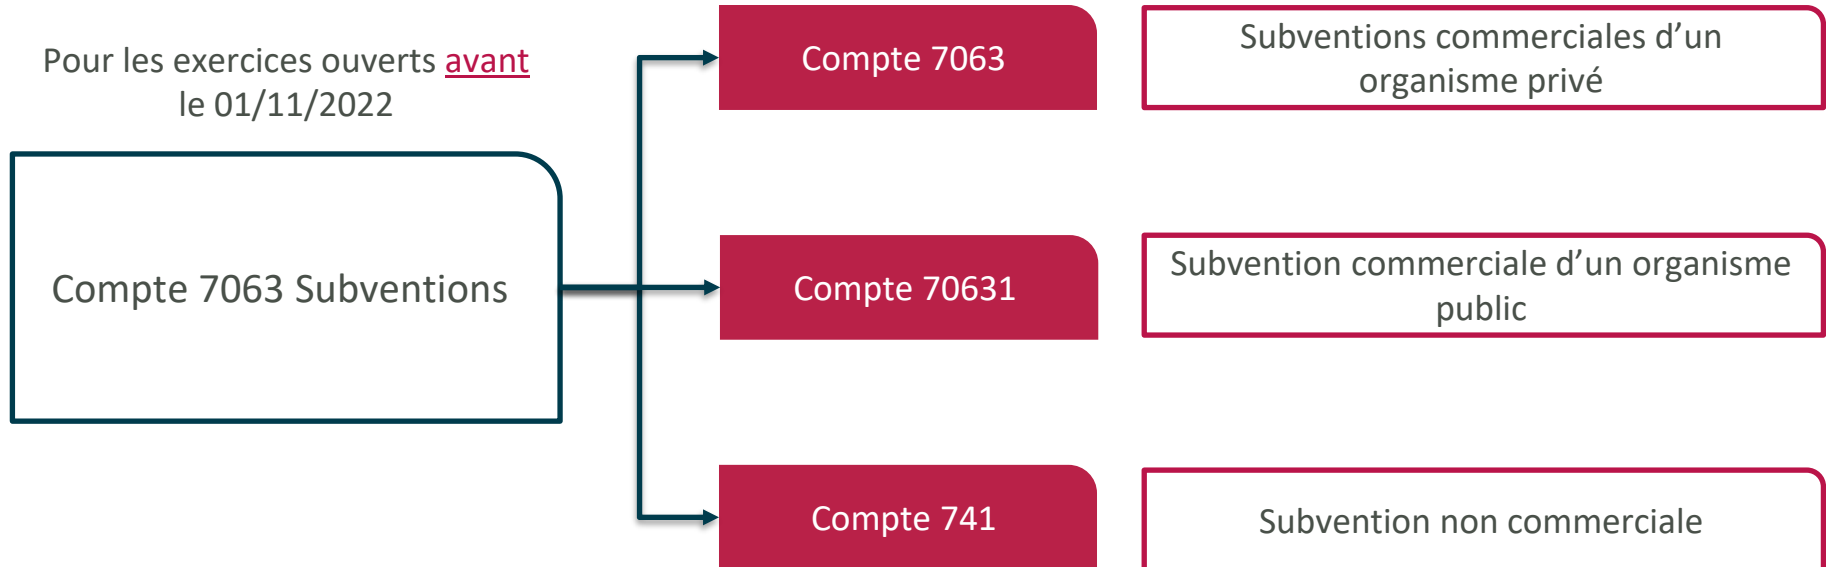 Pour les exercices ouverts avant
le 01/11/2022
Compte 7063 Subventions
Compte 7063
Subventions commerciales d’un
organisme privé
Compte 70631
Subvention commerciale d’un organisme
public
Compte 741
Subvention non commerciale